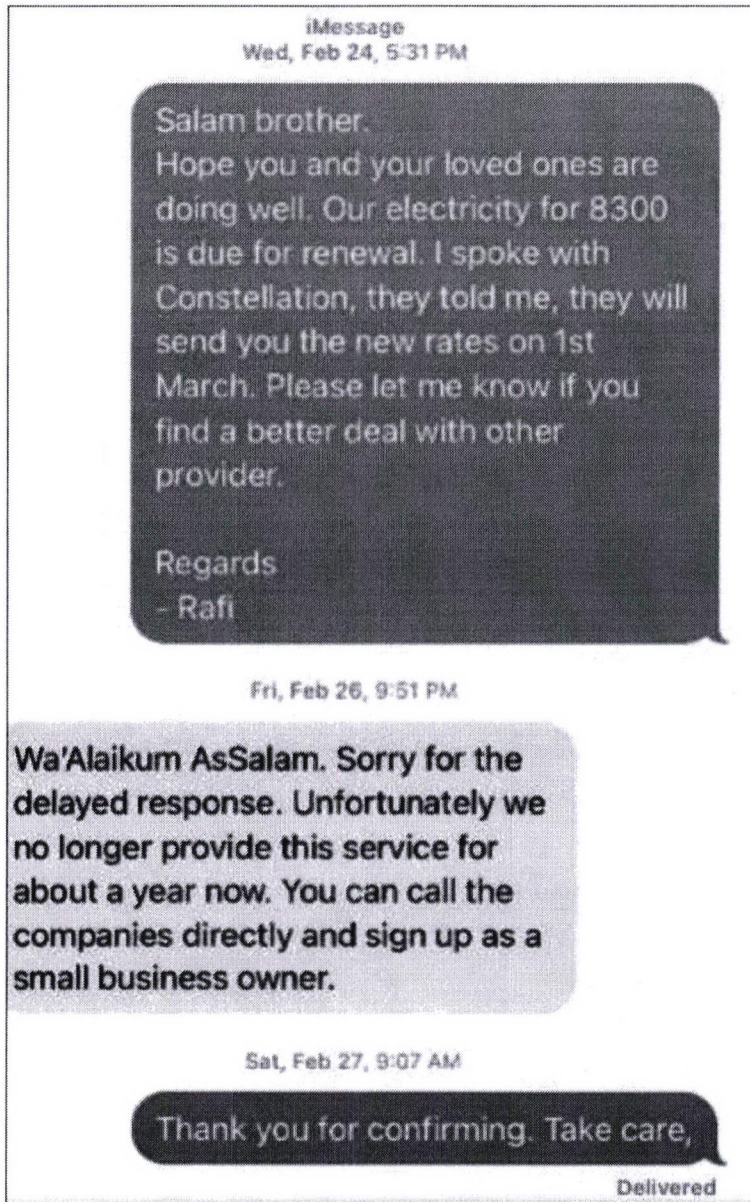 iMessage
Wed, Feb 24, 5:31 PM
Salam brother.
Hope you and your loved ones are
doing well. Our electricity for 8300
is due for renewal. I spoke with
Constellation, they told me, they will
send you the new rates on 1st
March. Please let me know if you
find a better deal with other
provider.
Regards
- Rafi
Fri, Feb 26, 9:51 PM
Wa'Alaikum AsSalam. Sorry for the
delayed response. Unfortunately we
no longer provide this service for
about a year now. You can call the
companies directly and sign up as a
small business owner.
Sat, Feb 27, 9:07 AM
Thank you for confirming. Take care,
Delivered